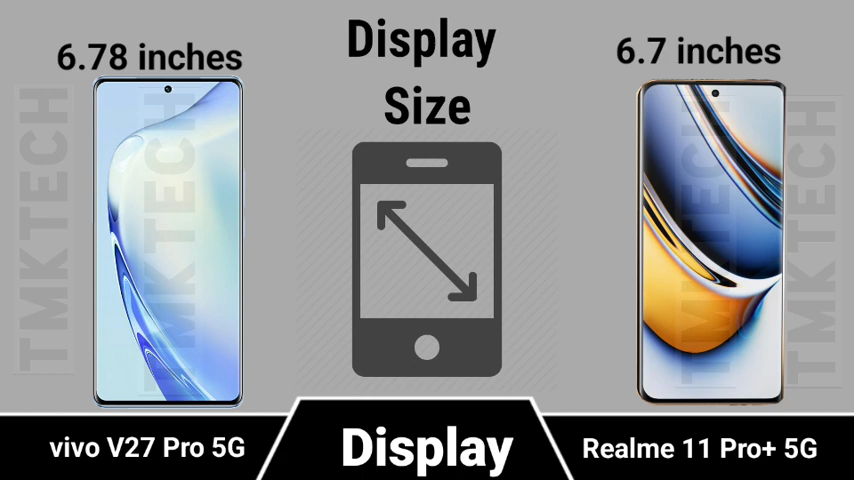 6.78 inches
Display
Size
6.7 inches
TMKTECH
TMKTECH
TMKTECH
TMKTECH
vivo V27 Pro 5G
Display
Realme 11 Pro+ 5G